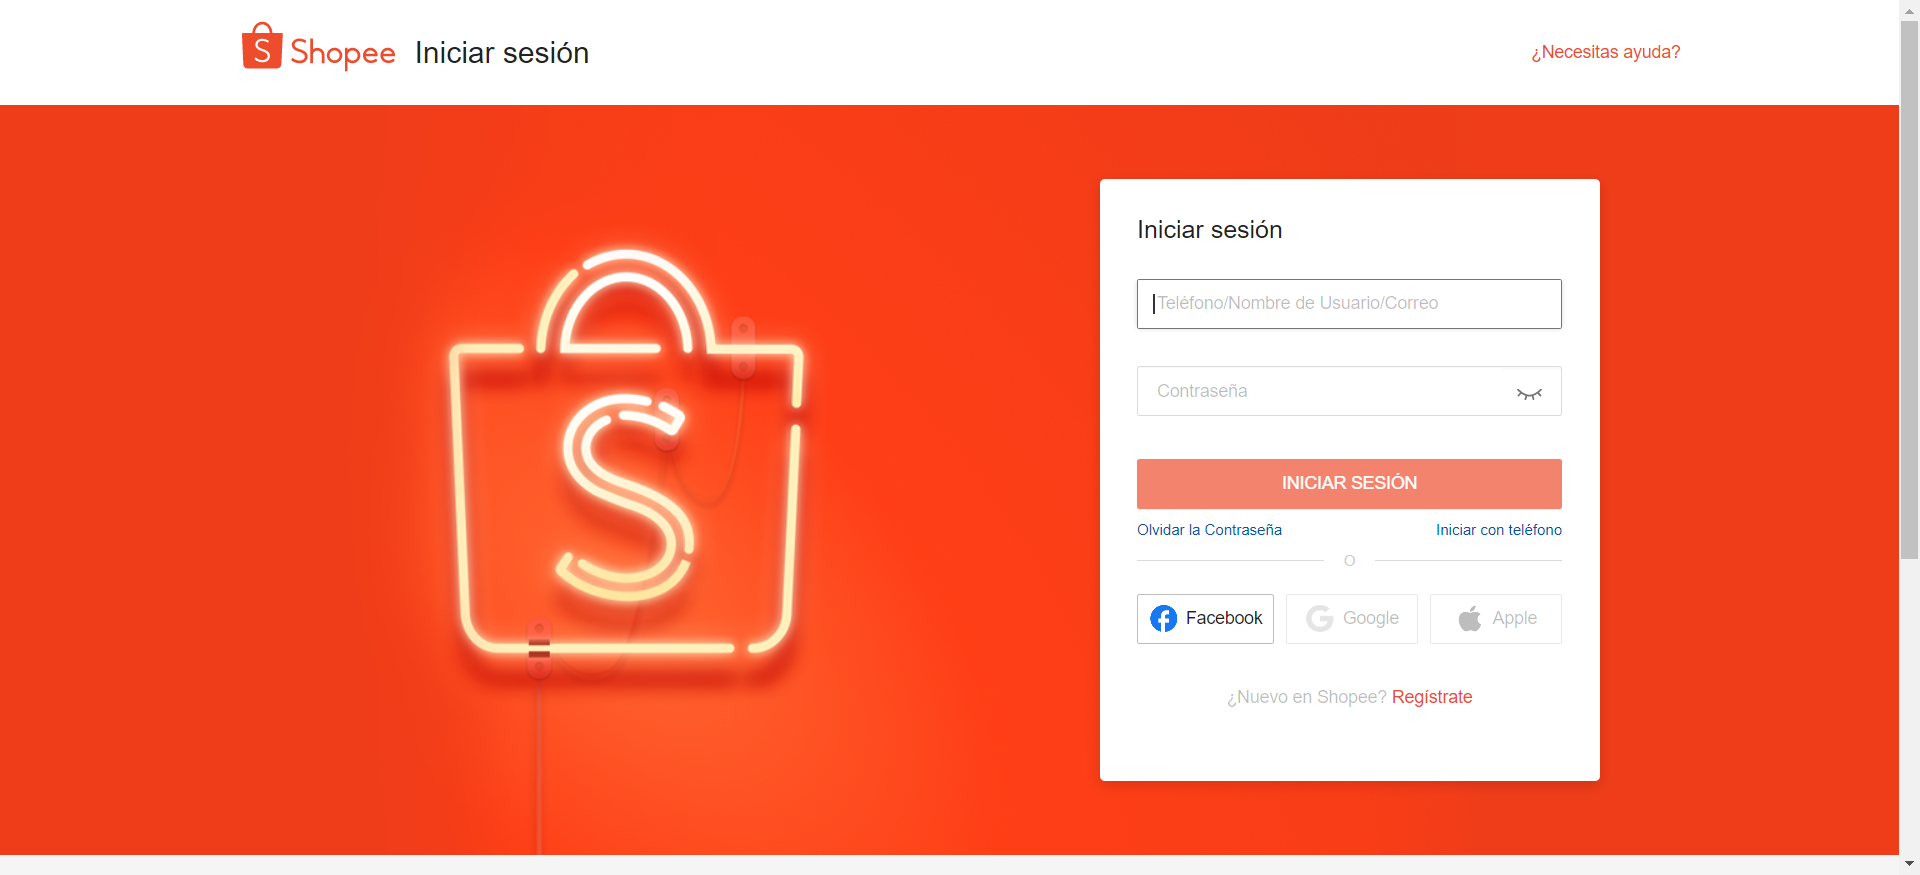 Shopee Iniciar sesión
¿Necesitas ayuda?
S
Iniciar sesión
Teléfono/Nombre de Usuario/Correo
Contraseña
INICIAR SESIÓN
Olvidar la Contraseña
Iniciar con teléfono
O
Facebook
Google
Apple
¿Nuevo en Shopee? Regístrate